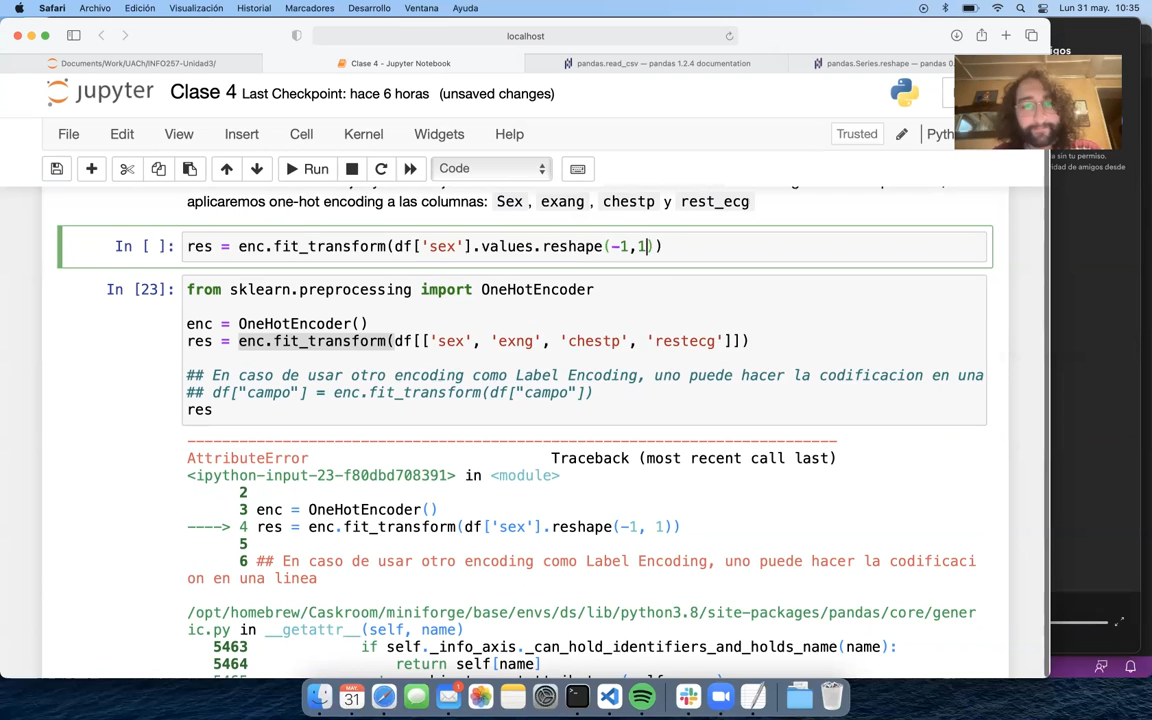 Safari Archivo Edición Visualización Historial Marcadores Desarrollo Ventana Ayuda Lun 31 may. 10:35
localhost
Documents/Work/UACh/INFO257-Unidad3/ Clase 4 - Jupyter Notebook pandas.read_csv — pandas 1.2.4 documentation pandas.Series.reshape — pandas 0.
jupyter Clase 4 Last Checkpoint: hace 6 horas (unsaved changes)
File Edit View Insert Cell Kernel Widgets Help Trusted Pyth
Run Code
aplicaremos one-hot encoding a las columnas: Sex, exang, chestp y rest_ecg
In [ ]: res = enc.fit_transform(df['sex'].values.reshape(-1,1))
In [23]: from sklearn.preprocessing import OneHotEncoder
enc = OneHotEncoder()
res = enc.fit_transform(df[['sex', 'exng', 'chestp', 'restecg']])
## En caso de usar otro encoding como Label Encoding, uno puede hacer la codificacion en una
## df["campo"] = enc.fit_transform(df["campo"])
res
AttributeError Traceback (most recent call last)
<ipython-input-23-f80dbd708391> in <module>
2
3 enc = OneHotEncoder()
----> 4 res = enc.fit_transform(df['sex'].reshape(-1, 1))
5
6 ## En caso de usar otro encoding como Label Encoding, uno puede hacer la codificaci
on en una linea
/opt/homebrew/Caskroom/miniforge/base/envs/ds/lib/python3.8/site-packages/pandas/core/gener
ic.py in __getattr__(self, name)
5463 if self._info_axis._can_hold_identifiers_and_holds_name(name):
5464 return self[name]
igos
a sin tu permiso.
idad de amigos desde